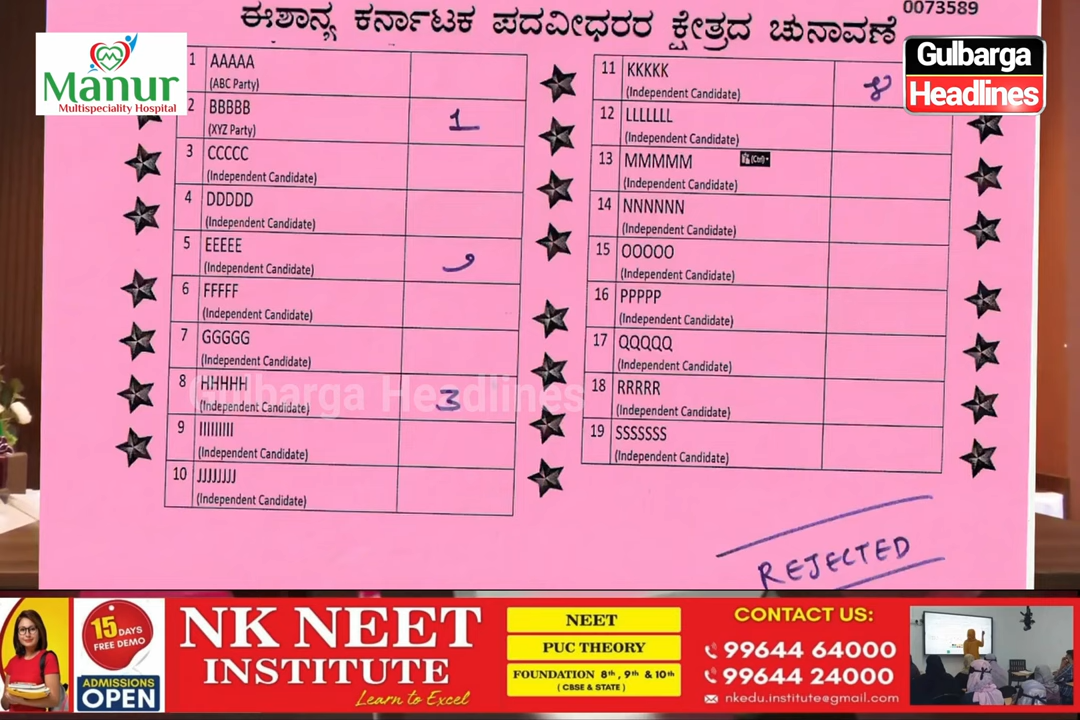 ಈಶಾನ್ಯ ಕರ್ನಾಟಕ ಪದವೀಧರರ ಕ್ಷೇತ್ರದ ಚುನಾವಣೆ
0073589
Manur
Multispeciality Hospital
Gulbarga
Headlines
1 AAAAA
(ABC Party)
2 BBBBB 1
(XYZ Party)
3 CCCCC
(Independent Candidate)
4 DDDDD
(Independent Candidate)
5 EEEEE
(Independent Candidate)
6 FFFFF
(Independent Candidate)
7 GGGGG
(Independent Candidate)
8 HHHHH 3
(Independent Candidate)
9 IIIIIIIII
(Independent Candidate)
10 JJJJJJJJ
(Independent Candidate)
11 KKKKK
(Independent Candidate)
12 LLLLLLL
(Independent Candidate)
13 MMMMM (Ctrl)
(Independent Candidate)
14 NNNNNN
(Independent Candidate)
15 OOOOO
(Independent Candidate)
16 PPPPP
(Independent Candidate)
17 QQQQQ
(Independent Candidate)
18 RRRRR
(Independent Candidate)
19 SSSSSSS
(Independent Candidate)
Gulbarga Headlines
REJECTED
15 DAYS
FREE DEMO
ADMISSIONS
OPEN
NK NEET
INSTITUTE
Learn to Excel
NEET
PUC THEORY
FOUNDATION 8th, 9th & 10th
( CBSE & STATE )
CONTACT US:
99644 64000
99644 24000
nkedu.institute@gmail.com